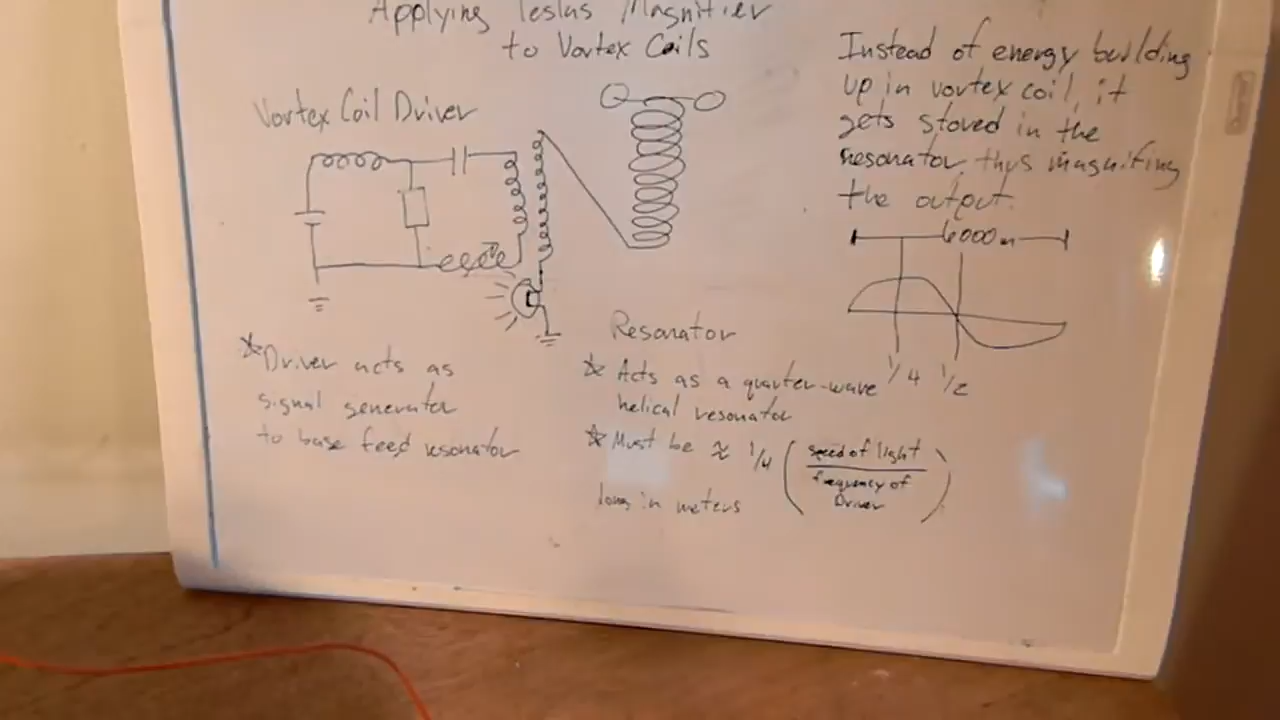 Applying Teslas Magnifier
to Vortex Coils
Vortex Coil Driver
Instead of energy building
up in vortex coil, it
gets stored in the
resonator, thus magnifing
the output.
6000m
1/4 1/2
* Driver acts as
signal generator
to base feed resonator
Resonator
* Acts as a quarter-wave
helical resonator
* Must be ≈ 1/4 (speed of light / frequency of Driver)
long in meters